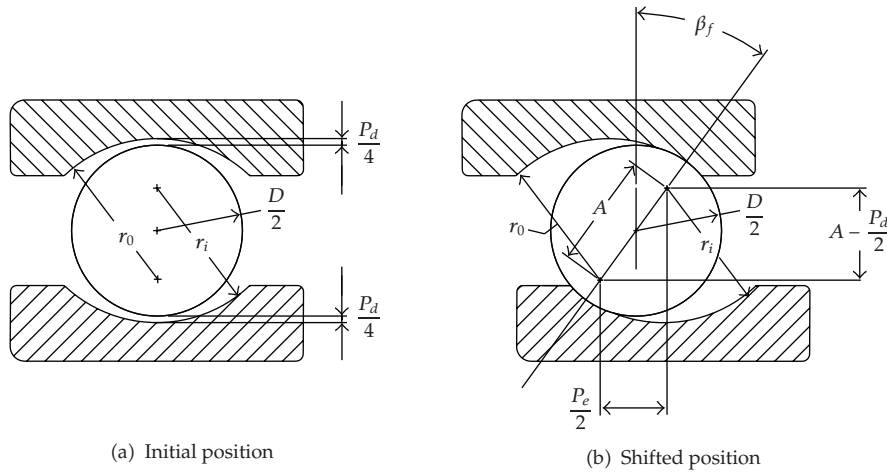 P_d/4
D/2
r_0
r_i
P_d/4
(a) Initial position
β_f
A
D/2
r_0
r_i
A − P_d/2
P_e/2
(b) Shifted position